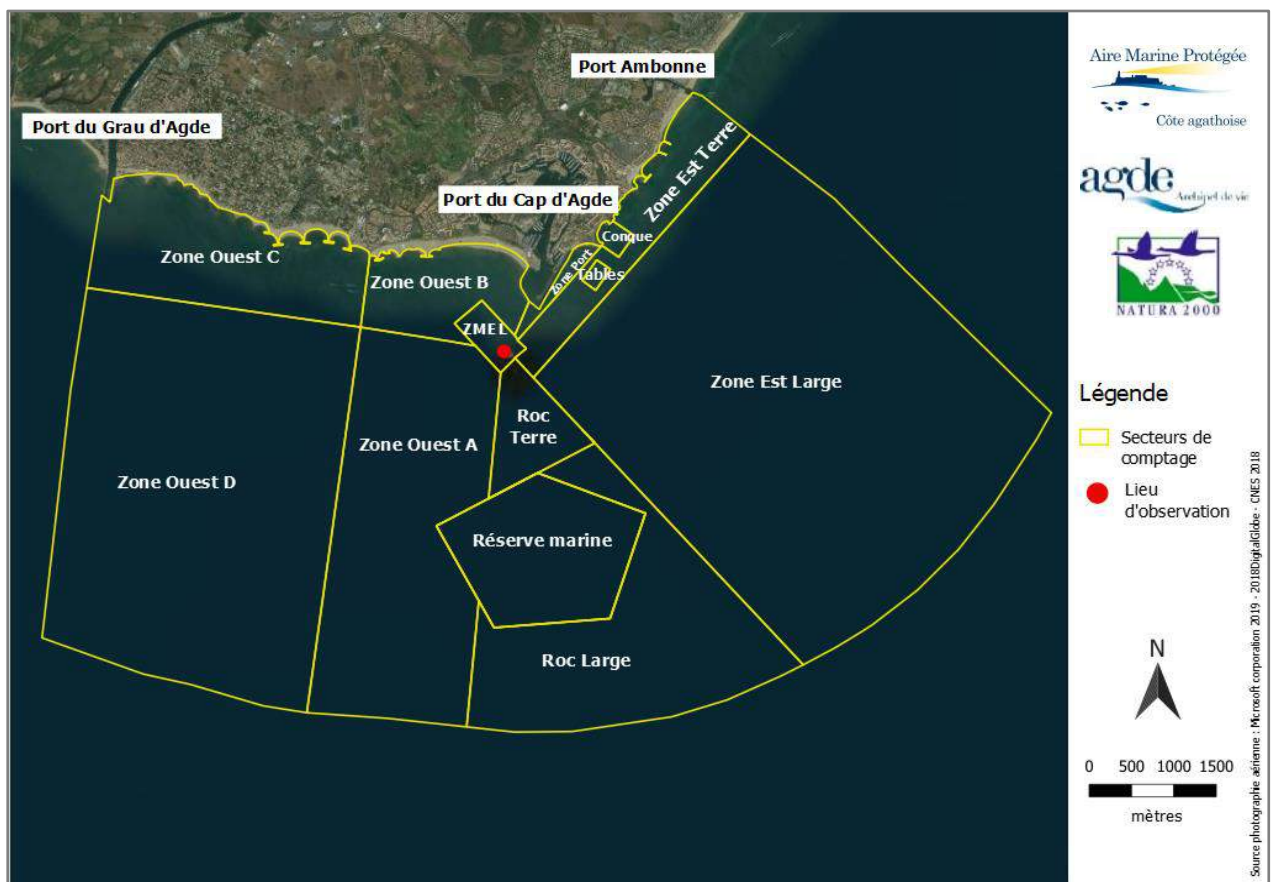 Port Ambonne
Port du Grau d'Agde
Port du Cap d'Agde
Zone Est Terre
Conque
Zone Port
Tables
Zone Ouest C
Zone Ouest B
ZMEL
Zone Est Large
Roc
Terre
Zone Ouest A
Zone Ouest D
Réserve marine
Roc Large
Aire Marine Protégée
Côte agathoise
agde
Archipel de vie
NATURA 2000
Légende
Secteurs de
comptage
Lieu
d'observation
N
0 500 1000 1500
mètres
Source photographie aérienne : Microsoft corporation 2019 - 2018DigitalGlobe - CNES 2018